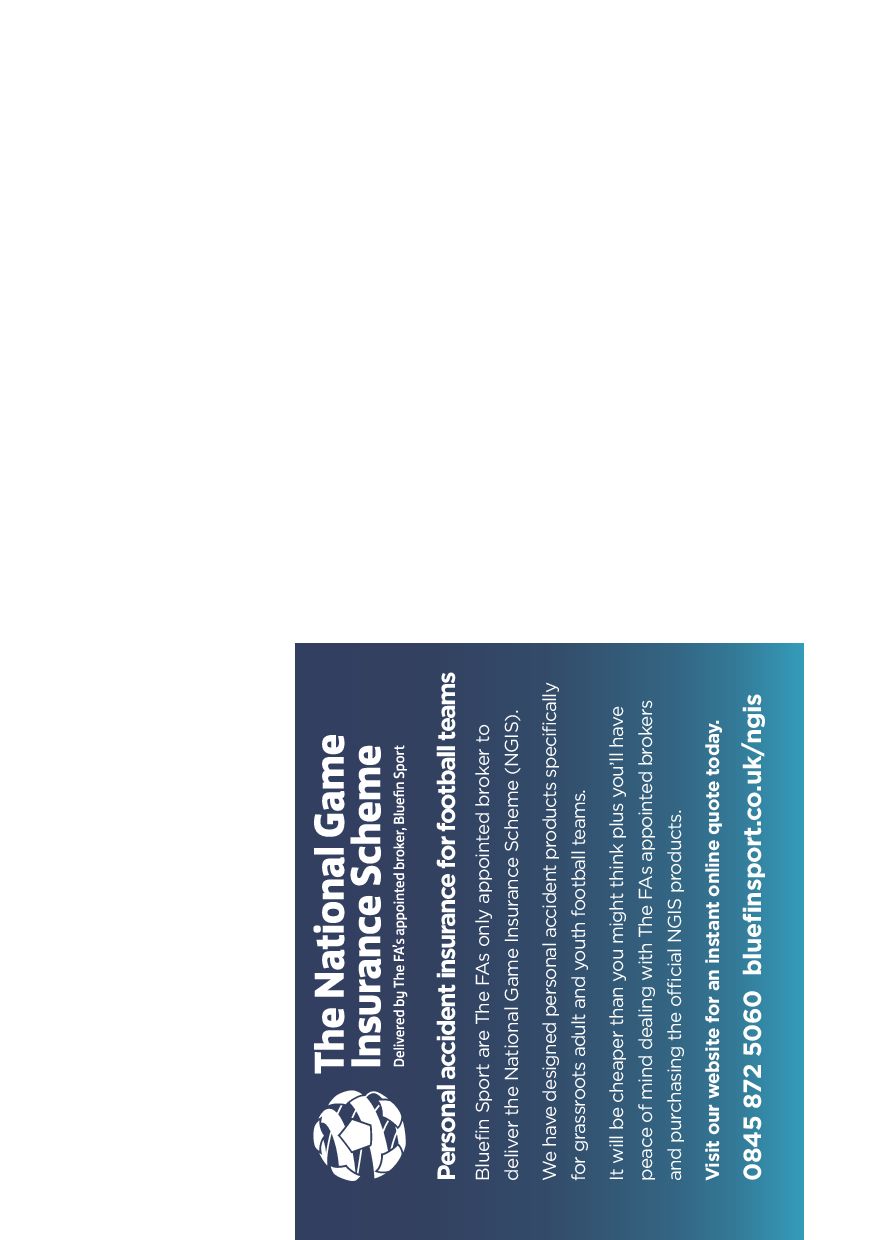 The National Game
Insurance Scheme
Delivered by The FA's appointed broker, Bluefin Sport
Personal accident insurance for football teams
Bluefin Sport are The FAs only appointed broker to
deliver the National Game Insurance Scheme (NGIS).
We have designed personal accident products specifically
for grassroots adult and youth football teams.
It will be cheaper than you might think plus you'll have
peace of mind dealing with The FAs appointed brokers
and purchasing the official NGIS products.
Visit our website for an instant online quote today.
0845 872 5060 bluefinsport.co.uk/ngis